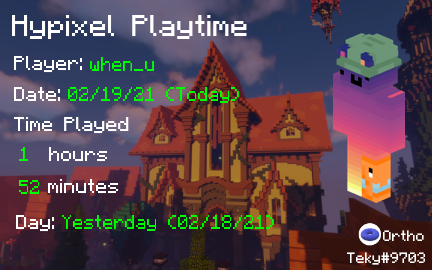 Hypixel Playtime
Player: when_u
Date: 02/19/21 (Today)
Time Played
1 hours
52 minutes
Day: Yesterday (02/18/21)
Ortho
Teky#9703